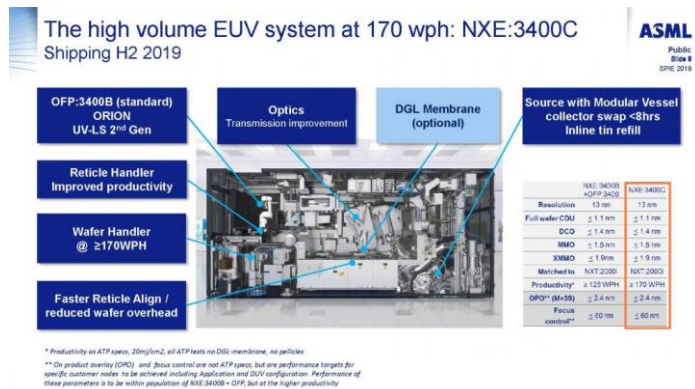 The high volume EUV system at 170 wph: NXE:3400C
Shipping H2 2019
ASML
Public
Slide 9
SPIE 2019
OFP:3400B (standard)
ORION
UV-LS 2nd Gen
Optics
Transmission improvement
DGL Membrane
(optional)
Source with Modular Vessel
collector swap <8hrs
Inline tin refill
Reticle Handler
Improved productivity
Wafer Handler
@ ≥170WPH
Faster Reticle Align /
reduced wafer overhead
NXE:3400B
+OFP:3400 NXE:3400C
Resolution 13 nm 13 nm
Full wafer CDU ≤ 1.1 nm ≤ 1.1 nm
DCO ≤ 1.4 nm ≤ 1.4 nm
MMO ≤ 1.5 nm ≤ 1.5 nm
XMMO ≤ 1.9nm ≤ 1.9 nm
Matched to NXT:2000i NXT:2000i
Productivity* ≥ 125 WPH ≥ 170 WPH
OPO** (M+3S) ≤ 2.4 nm ≤ 2.4 nm
Focus
control** ≤ 60 nm ≤ 60 nm
* Productivity as ATP specs, 20mj/cm2, all ATP tests no DGL-membrane, no pellicles
** On product overlay (OPO) and focus control are not ATP specs, but are performance targets for
specific customer nodes to be achieved including Application and DUV configuration. Performance of
these parameters is to be within population of NXE:3400B + OFP, but at the higher productivity